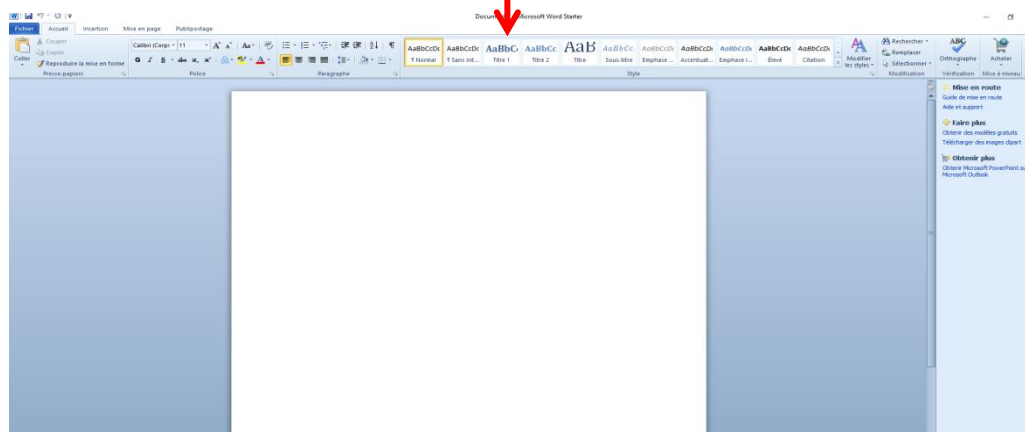 Microsoft Word Starter
Fichier Accueil Insertion Mise en page Publipostage
Coller
Couper
Copier
Reproduire la mise en forme
Presse-papiers
Calibri (Corps 11
G I S abc x, x'
Police
Paragraphe
AaBbCcDc AaBbCcDc AaBbC AaBbCc AaB AaBbCc. AaBbCcDc AaBbCcDc AaBbCcDc AaBbCcDc AaBbCcDc
¶ Normal ¶ Sans int... Titre 1 Titre 2 Titre Sous-titre Emphase ... Accentuat... Emphase i... Élevé Citation
Style
Modifier
les styles
Rechercher
Remplacer
Sélectionner
Modification
ABC
Orthographe
Vérification
Acheter
Mise à niveau
Mise en route
Guide de mise en route
Aide et support
Faire plus
Obtenir des modèles gratuits
Télécharger des images clipart
Obtenir plus
Obtenir Microsoft PowerPoint ou
Microsoft Outlook